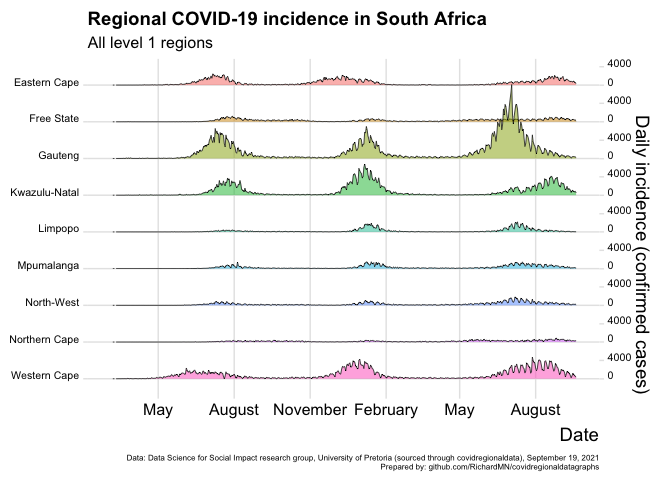 Regional COVID-19 incidence in South Africa
All level 1 regions
Eastern Cape
4000
0
Free State
4000
0
Gauteng
4000
0
Kwazulu-Natal
4000
0
Limpopo
4000
0
Mpumalanga
4000
0
North-West
4000
0
Northern Cape
4000
0
Western Cape
4000
0
Daily incidence (confirmed cases)
May August November February May August
Date
Data: Data Science for Social Impact research group, University of Pretoria (sourced through covidregionaldata), September 19, 2021
Prepared by: github.com/RichardMN/covidregionaldatagraphs